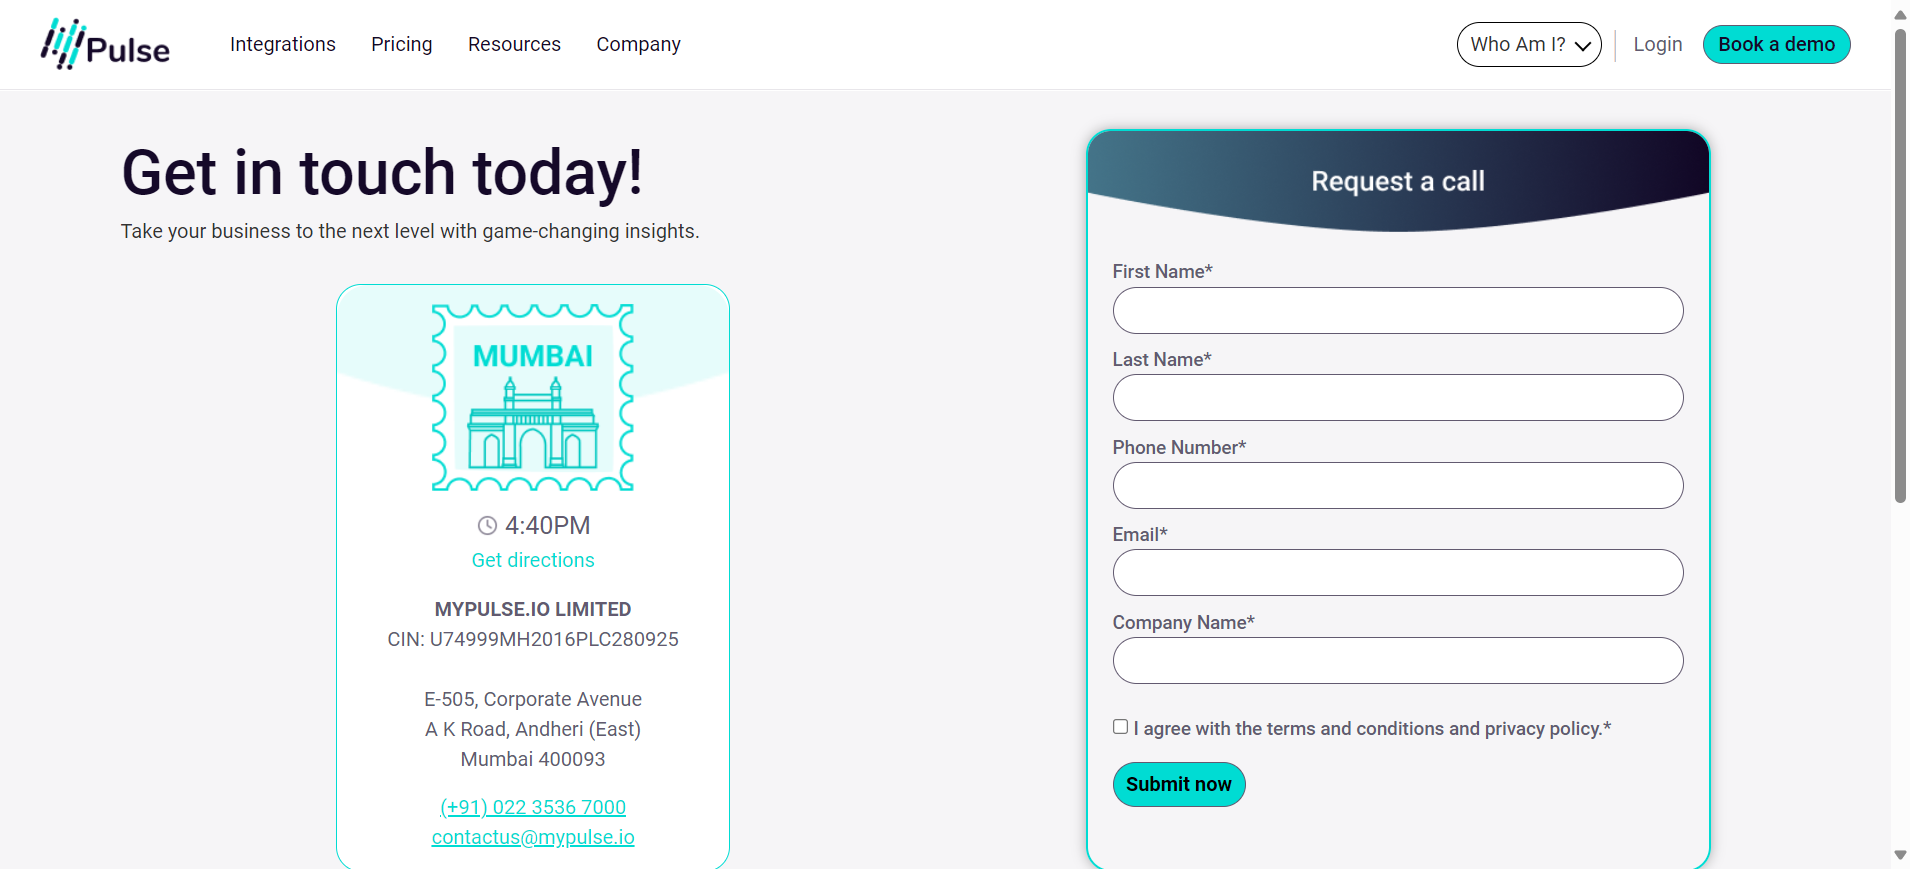 Pulse
Integrations
Pricing
Resources
Company
Who Am I?
Login
Book a demo
Get in touch today!
Take your business to the next level with game-changing insights.
MUMBAI
4:40PM
Get directions
MYPULSE.IO LIMITED
CIN: U74999MH2016PLC280925
E-505, Corporate Avenue
A K Road, Andheri (East)
Mumbai 400093
(+91) 022 3536 7000
contactus@mypulse.io
Request a call
First Name*
Last Name*
Phone Number*
Email*
Company Name*
I agree with the terms and conditions and privacy policy.*
Submit now